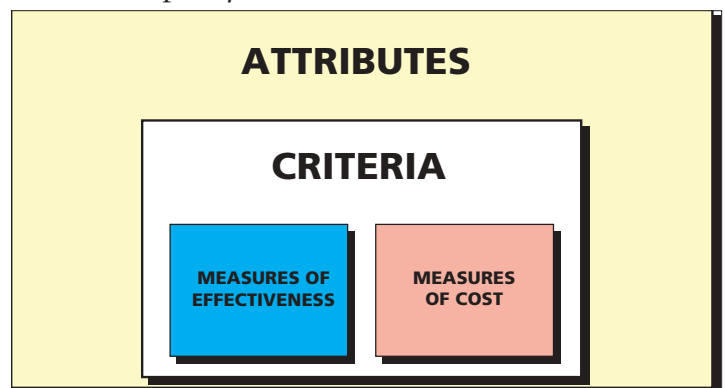 ATTRIBUTES
CRITERIA
MEASURES OF
EFFECTIVENESS
MEASURES
OF COST